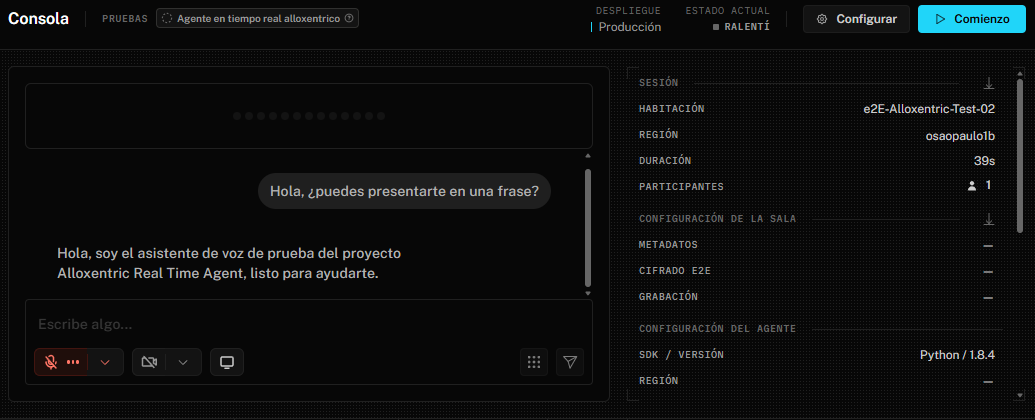 Consola
PRUEBAS
Agente en tiempo real alloxentrico
DESPLIEGUE
Producción
ESTADO ACTUAL
RALENTÍ
Configurar
Comienzo
Hola, ¿puedes presentarte en una frase?
Hola, soy el asistente de voz de prueba del proyecto
Alloxentric Real Time Agent, listo para ayudarte.
Escribe algo...
SESIÓN
HABITACIÓN e2E-Alloxentric-Test-02
REGIÓN osaopaulo1b
DURACIÓN 39s
PARTICIPANTES 1
CONFIGURACIÓN DE LA SALA
METADATOS —
CIFRADO E2E —
GRABACIÓN —
CONFIGURACIÓN DEL AGENTE
SDK / VERSIÓN Python / 1.8.4
REGIÓN —